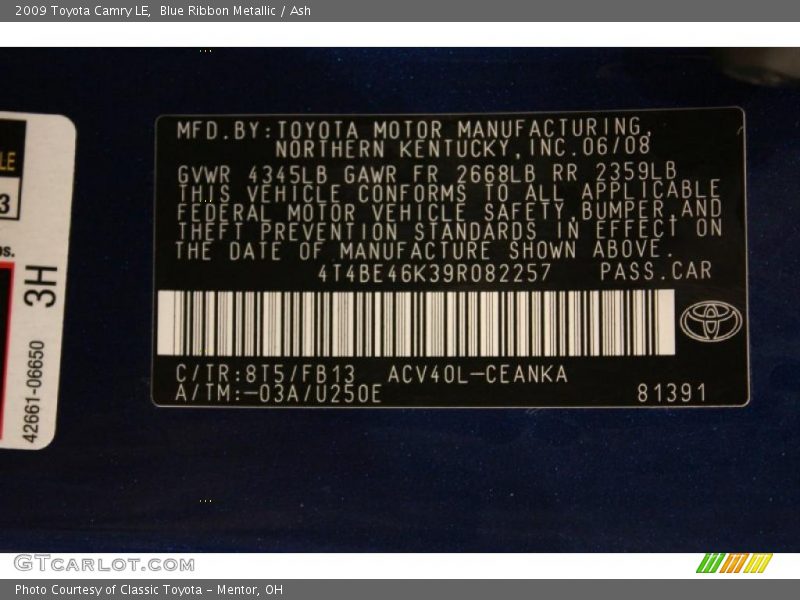 2009 Toyota Camry LE, Blue Ribbon Metallic / Ash
LE
3
os.
3H
42661-06650
MFD.BY:TOYOTA MOTOR MANUFACTURING,
NORTHERN KENTUCKY,INC.06/08
GVWR 4345LB GAWR FR 2668LB RR 2359LB
THIS VEHICLE CONFORMS TO ALL APPLICABLE
FEDERAL MOTOR VEHICLE SAFETY,BUMPER,AND
THEFT PREVENTION STANDARDS IN EFFECT ON
THE DATE OF MANUFACTURE SHOWN ABOVE.
4T4BE46K39R082257 PASS.CAR
C/TR:8T5/FB13 ACV40L-CEANKA
A/TM:-03A/U250E 81391
GTCARLOT.COM
Photo Courtesy of Classic Toyota - Mentor, OH